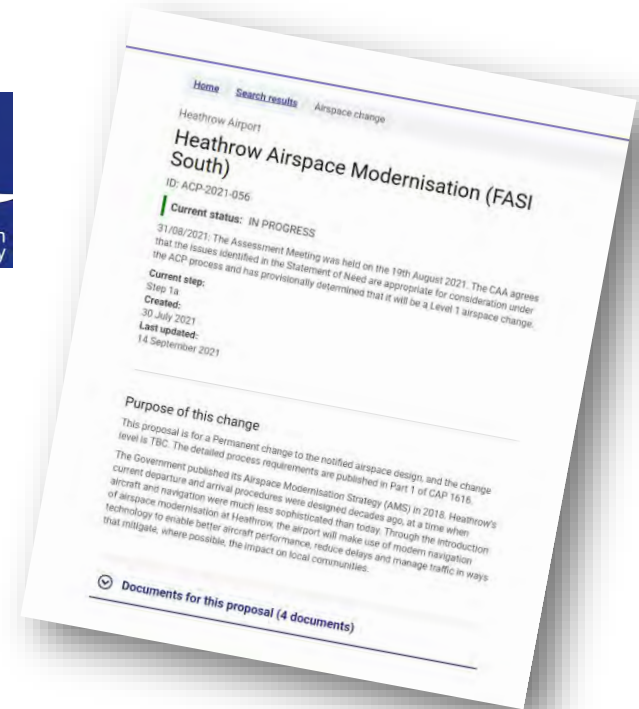 Home Search results Airspace change
Heathrow Airport
Heathrow Airspace Modernisation (FASI
South)
ID: ACP-2021-056
Current status: IN PROGRESS
31/08/2021: The Assessment Meeting was held on the 19th August 2021. The CAA agrees
that the issues identified in the Statement of Need are appropriate for consideration under
the ACP process and has provisionally determined that it will be a Level 1 airspace change.
Current step:
Step 1a
Created:
30 July 2021
Last updated:
14 September 2021
Purpose of this change
This proposal is for a Permanent change to the notified airspace design, and the change
level is TBC. The detailed process requirements are published in Part 1 of CAP 1616.
The Government published its Airspace Modernisation Strategy (AMS) in 2018. Heathrow's
current departure and arrival procedures were designed decades ago, at a time when
aircraft and navigation were much less sophisticated than today. Through the introduction
of airspace modernisation at Heathrow, the airport will make use of modern navigation
technology to enable better aircraft performance, reduce delays and manage traffic in ways
that mitigate, where possible, the impact on local communities.
Documents for this proposal (4 documents)